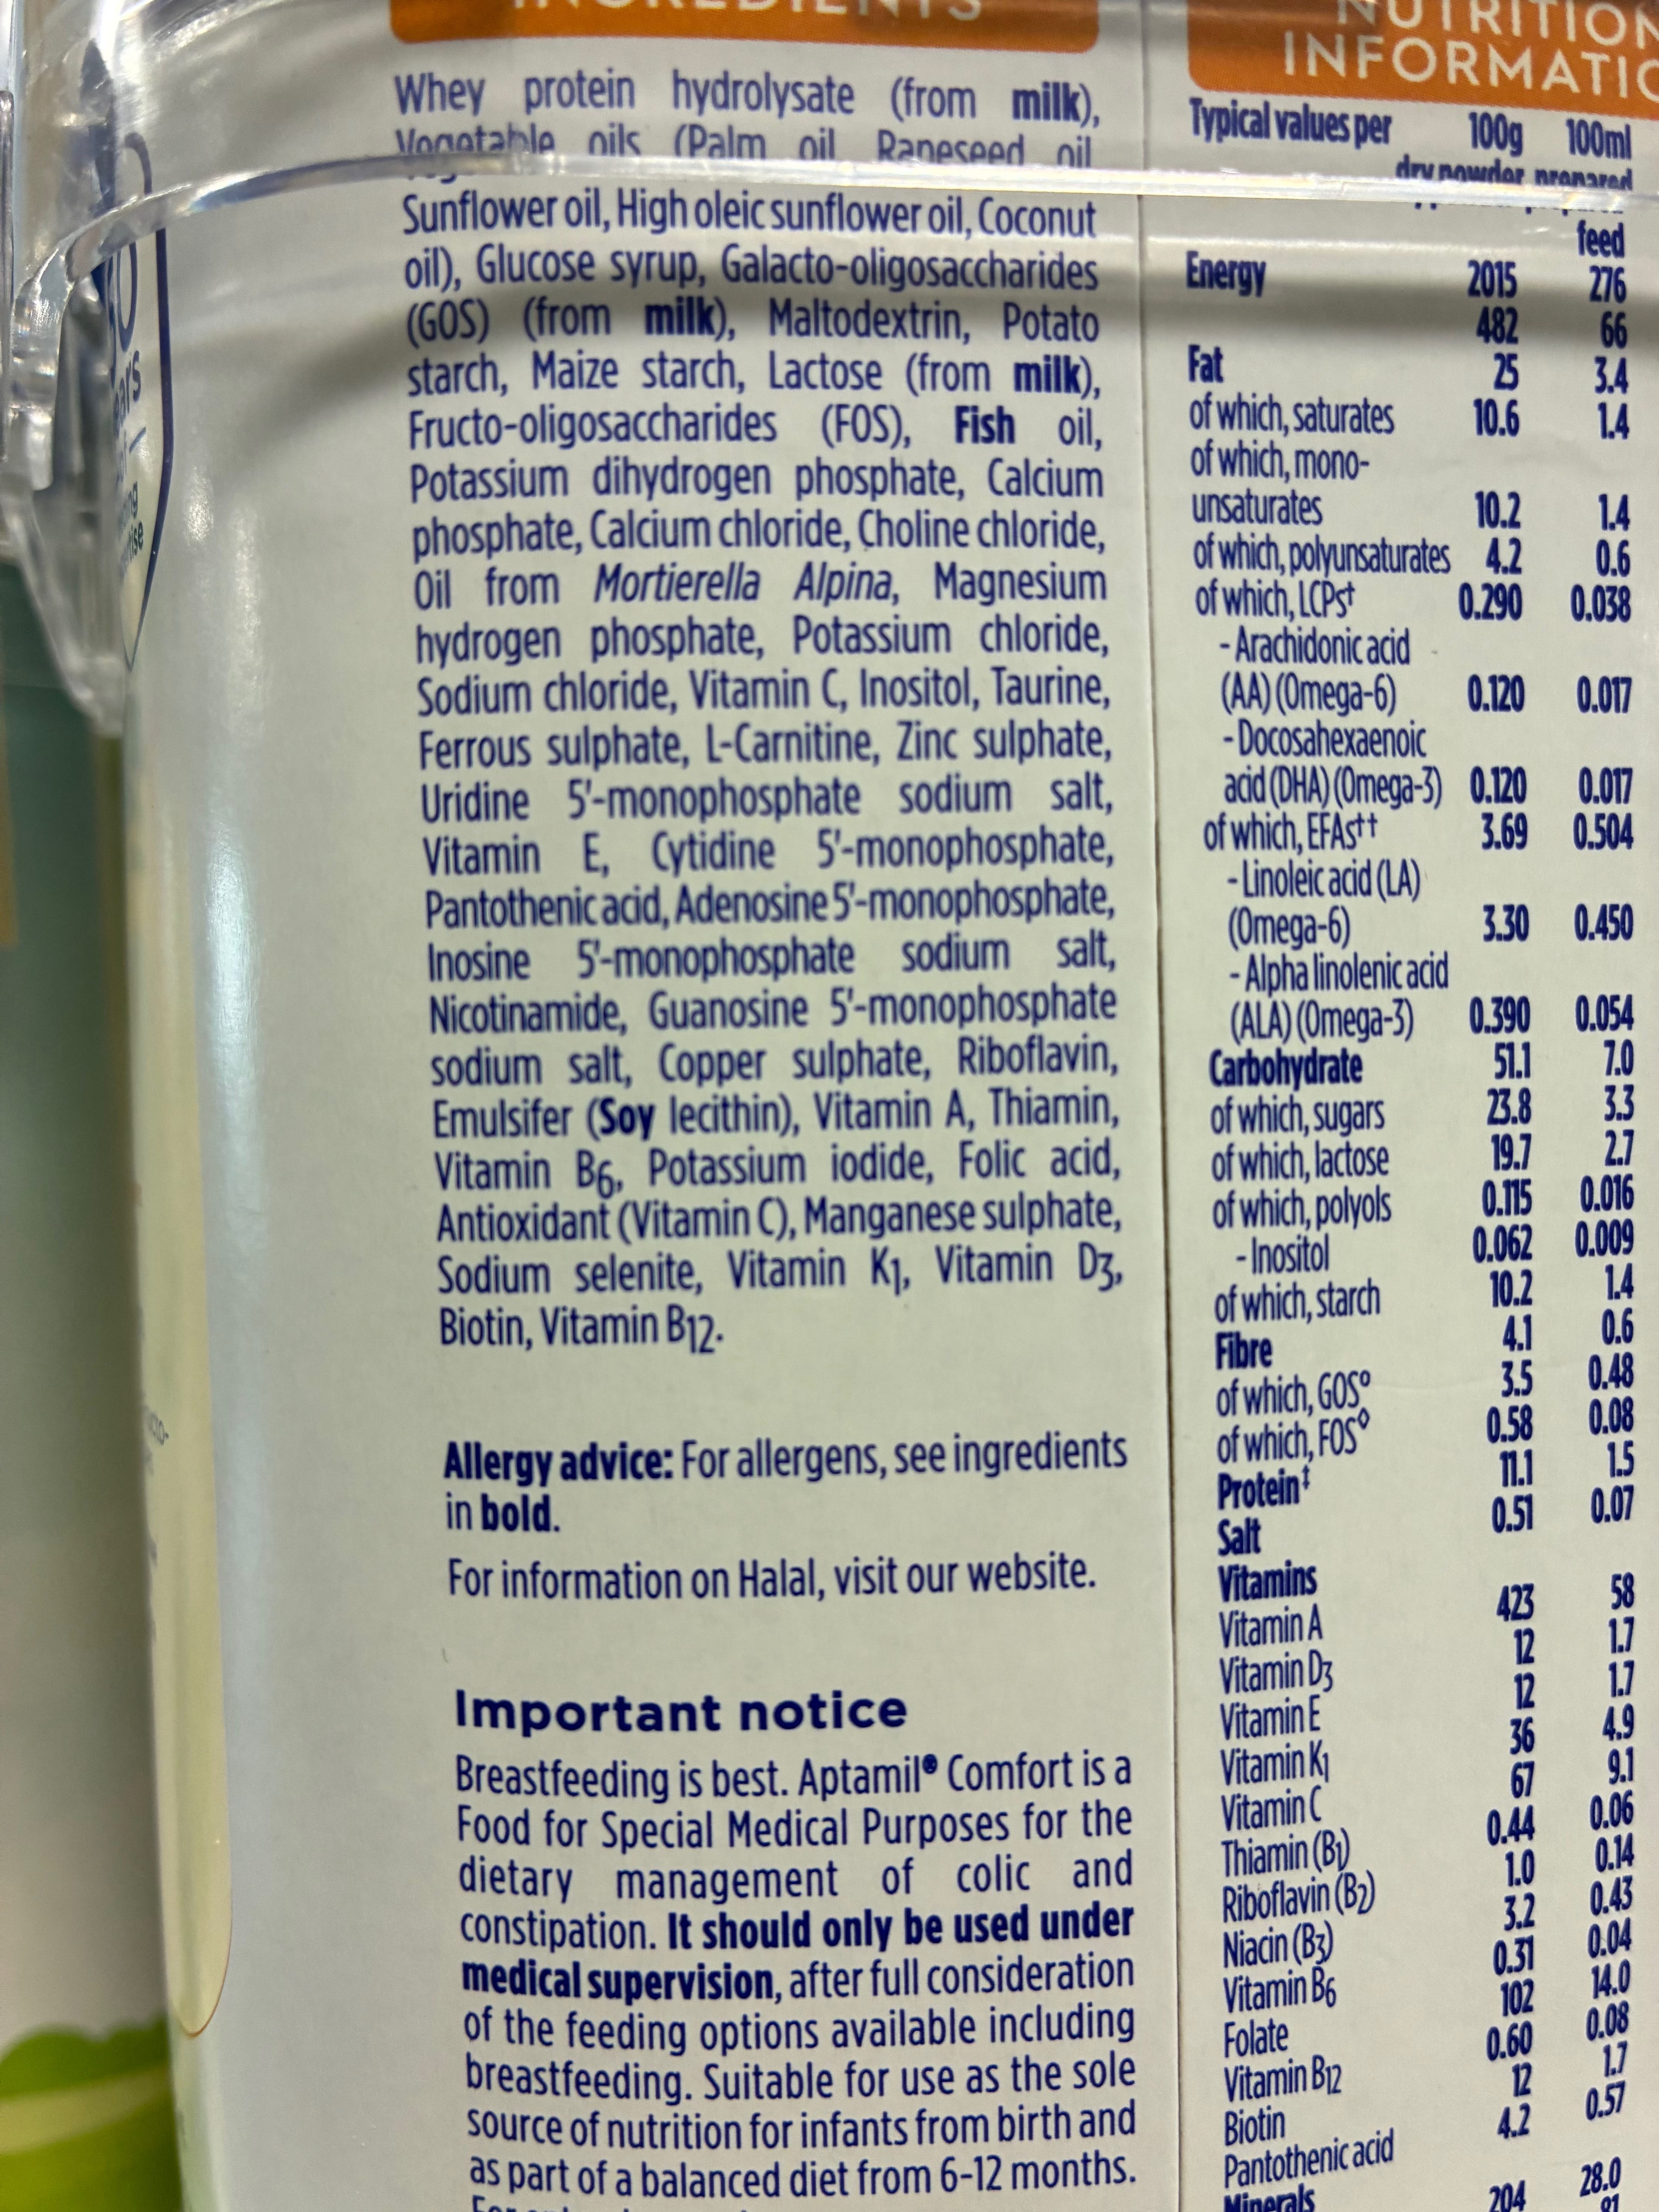 INGREDIENTS
Whey protein hydrolysate (from milk),
Vegetable oils (Palm oil, Rapeseed oil,
Sunflower oil, High oleic sunflower oil, Coconut
oil), Glucose syrup, Galacto-oligosaccharides
(GOS) (from milk), Maltodextrin, Potato
starch, Maize starch, Lactose (from milk),
Fructo-oligosaccharides (FOS), Fish oil,
Potassium dihydrogen phosphate, Calcium
phosphate, Calcium chloride, Choline chloride,
Oil from Mortierella Alpina, Magnesium
hydrogen phosphate, Potassium chloride,
Sodium chloride, Vitamin C, Inositol, Taurine,
Ferrous sulphate, L-Carnitine, Zinc sulphate,
Uridine 5'-monophosphate sodium salt,
Vitamin E, Cytidine 5'-monophosphate,
Pantothenic acid, Adenosine 5'-monophosphate,
Inosine 5'-monophosphate sodium salt,
Nicotinamide, Guanosine 5'-monophosphate
sodium salt, Copper sulphate, Riboflavin,
Emulsifer (Soy lecithin), Vitamin A, Thiamin,
Vitamin B6, Potassium iodide, Folic acid,
Antioxidant (Vitamin C), Manganese sulphate,
Sodium selenite, Vitamin K1, Vitamin D3,
Biotin, Vitamin B12.
Allergy advice: For allergens, see ingredients
in bold.
For information on Halal, visit our website.
Important notice
Breastfeeding is best. Aptamil® Comfort is a
Food for Special Medical Purposes for the
dietary management of colic and
constipation. It should only be used under
medical supervision, after full consideration
of the feeding options available including
breastfeeding. Suitable for use as the sole
source of nutrition for infants from birth and
as part of a balanced diet from 6-12 months.
NUTRITION
INFORMATIO
Typical values per 100g 100ml
dry powder prepared
feed
Energy 2015 276
482 66
Fat 25 3.4
of which, saturates 10.6 1.4
of which, mono-
unsaturates 10.2 1.4
of which, polyunsaturates 4.2 0.6
of which, LCPs† 0.290 0.038
- Arachidonic acid
(AA) (Omega-6) 0.120 0.017
- Docosahexaenoic
acid (DHA) (Omega-3) 0.120 0.017
of which, EFAs†† 3.69 0.504
- Linoleic acid (LA)
(Omega-6) 3.30 0.450
- Alpha linolenic acid
(ALA) (Omega-3) 0.390 0.054
Carbohydrate 51.1 7.0
of which, sugars 23.8 3.3
of which, lactose 19.7 2.7
of which, polyols 0.115 0.016
- Inositol 0.062 0.009
of which, starch 10.2 1.4
Fibre 4.1 0.6
of which, GOS° 3.5 0.48
of which, FOS◊ 0.58 0.08
Protein‡ 11.1 1.5
Salt 0.51 0.07
Vitamins
Vitamin A 423 58
Vitamin D3 12 1.7
Vitamin E 12 1.7
Vitamin K1 36 4.9
Vitamin C 67 9.1
Thiamin (B1) 0.44 0.06
Riboflavin (B2) 1.0 0.14
Niacin (B3) 3.2 0.43
Vitamin B6 0.31 0.04
Folate 102 14.0
Vitamin B12 0.60 0.08
Biotin 12 1.7
Pantothenic acid 4.2 0.57
Minerals
204 28.0